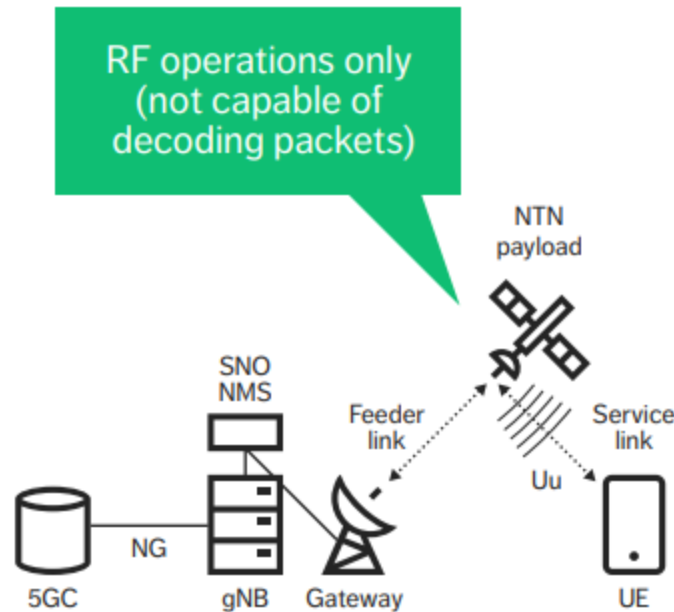 RF operations only
(not capable of
decoding packets)
NTN
payload
SNO
NMS
Feeder
link
Service
link
Uu
NG
5GC
gNB
Gateway
UE